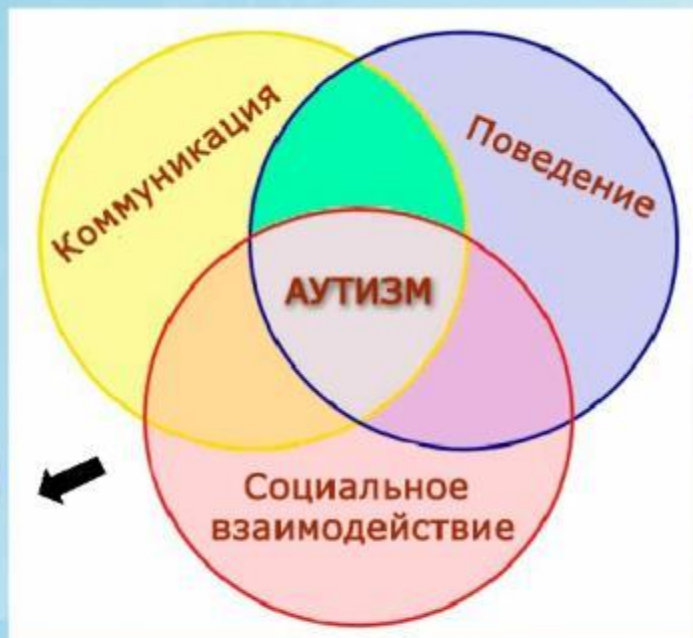 Коммуникация
Поведение
АУТИЗМ
Социальное
взаимодействие